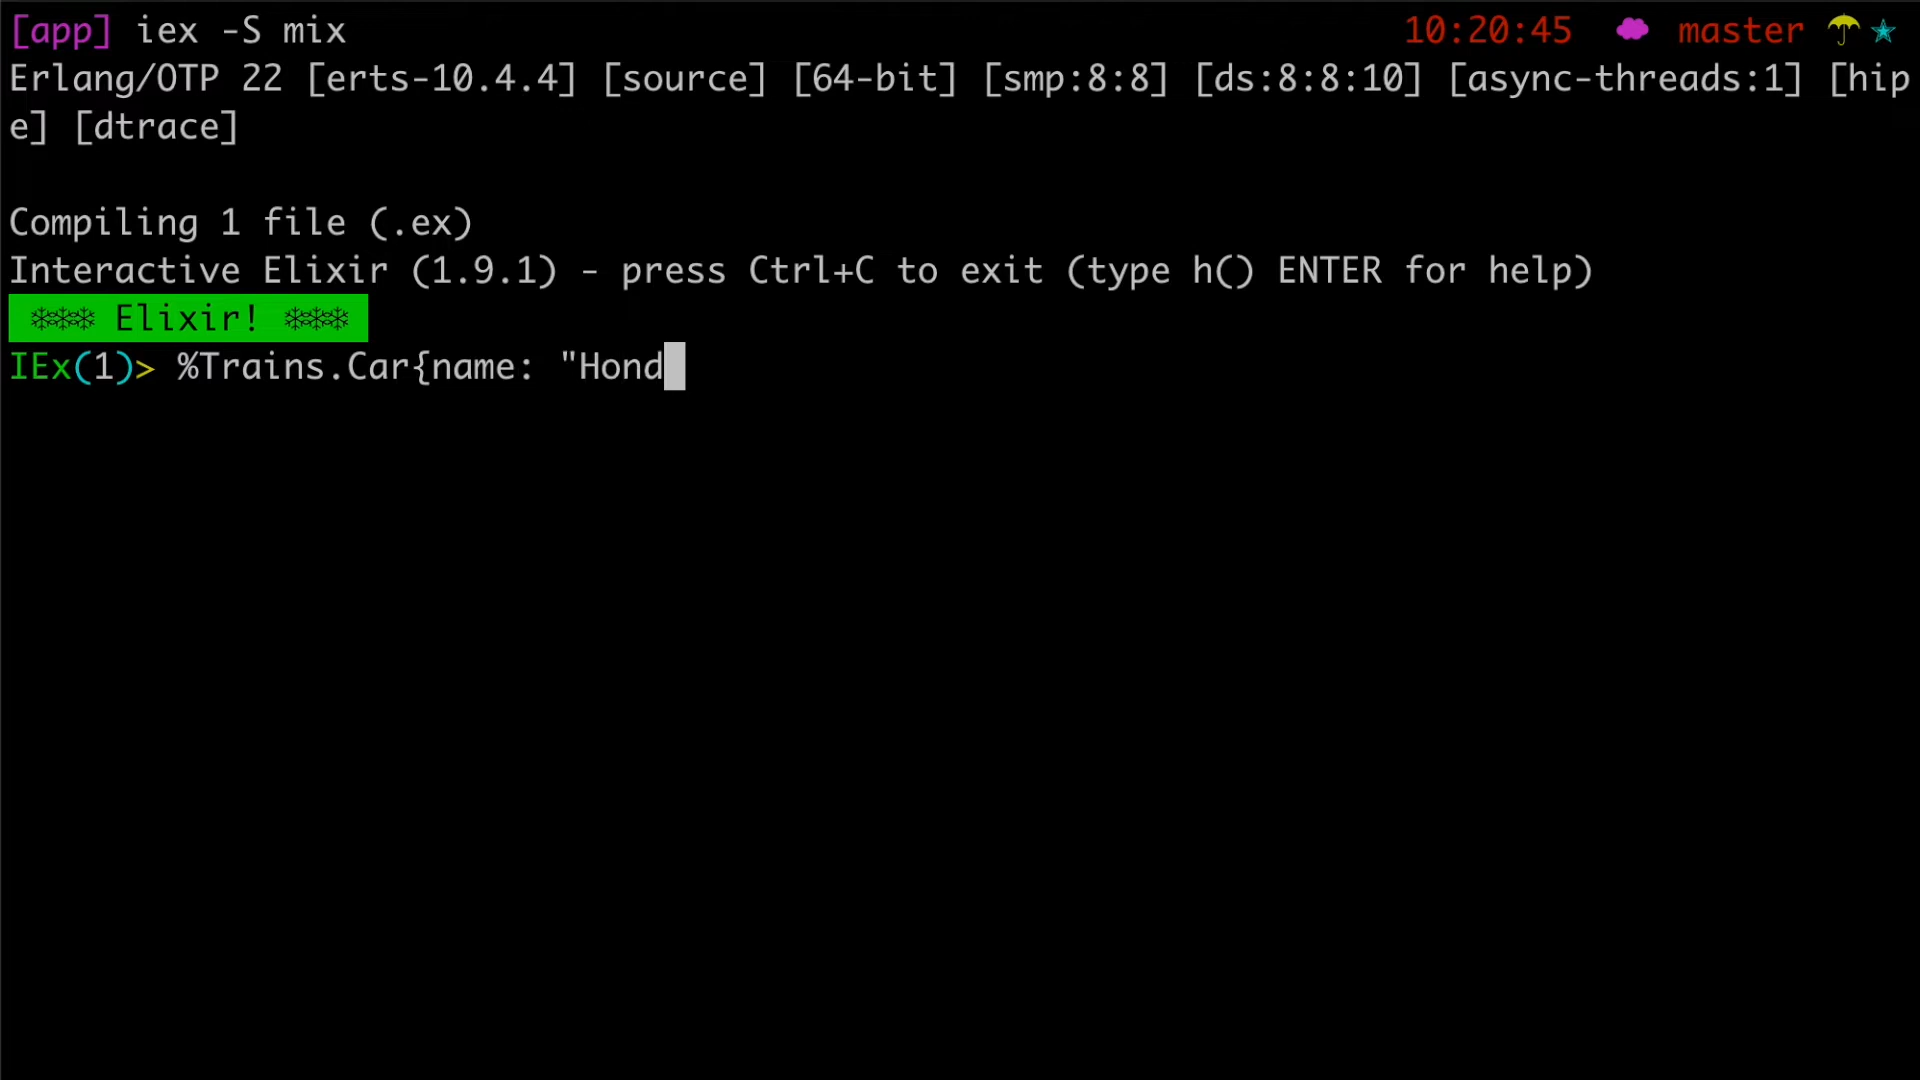 [app] iex -S mix 10:20:45 master
Erlang/OTP 22 [erts-10.4.4] [source] [64-bit] [smp:8:8] [ds:8:8:10] [async-threads:1] [hip
e] [dtrace]
Compiling 1 file (.ex)
Interactive Elixir (1.9.1) - press Ctrl+C to exit (type h() ENTER for help)
❄❄❄ Elixir! ❄❄❄
IEx(1)> %Trains.Car{name: "Hond